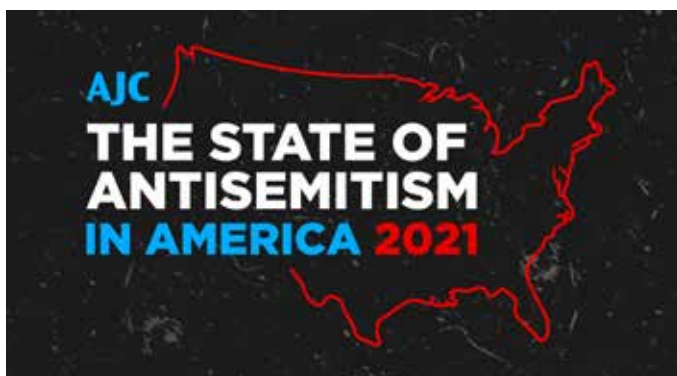 AJC
THE STATE OF
ANTISEMITISM
IN AMERICA 2021